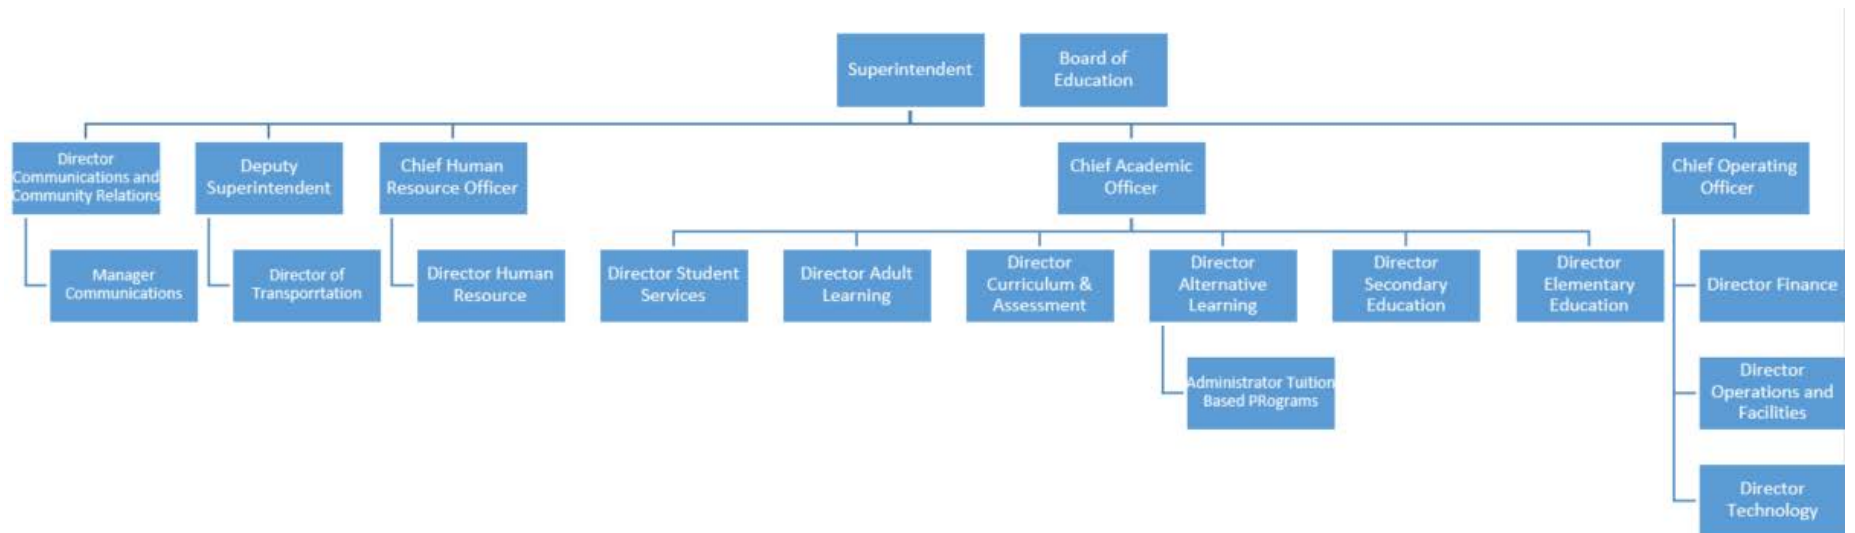 Superintendent
Board of
Education
Director
Communications and
Community Relations
Deputy
Superintendent
Chief Human
Resource Officer
Chief Academic
Officer
Chief Operating
Officer
Manager
Communications
Director of
Transporrtation
Director Human
Resource
Director Student
Services
Director Adult
Learning
Director
Curriculum &
Assessment
Director
Alternative
Learning
Director
Secondary
Education
Director
Elementary
Education
Director Finance
Administrator Tuition
Based PRograms
Director
Operations and
Facilities
Director
Technology